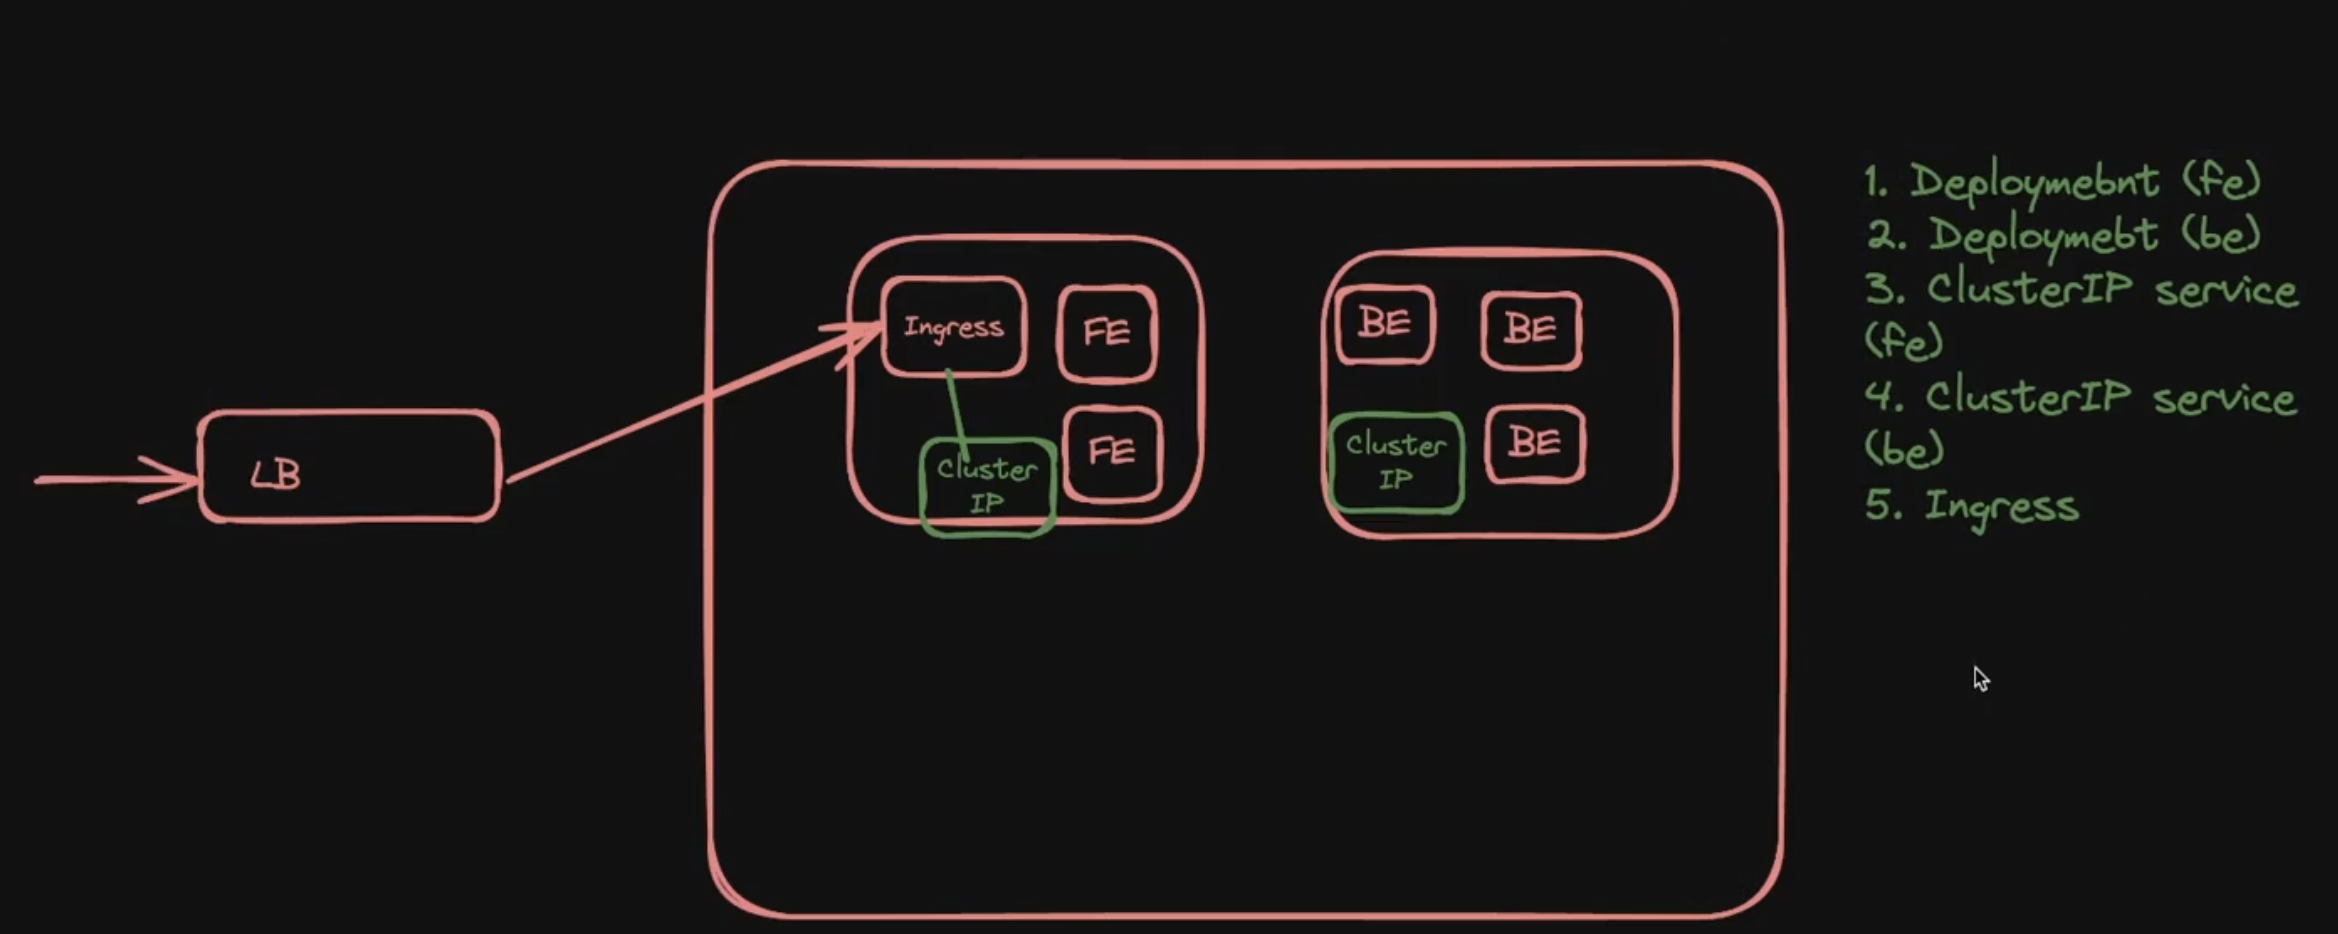 LB
Ingress
FE
FE
Cluster
IP
BE
BE
Cluster
IP
BE
1. Deploymebnt (fe)
2. Deploymebt (be)
3. ClusterIP service
(fe)
4. ClusterIP service
(be)
5. Ingress